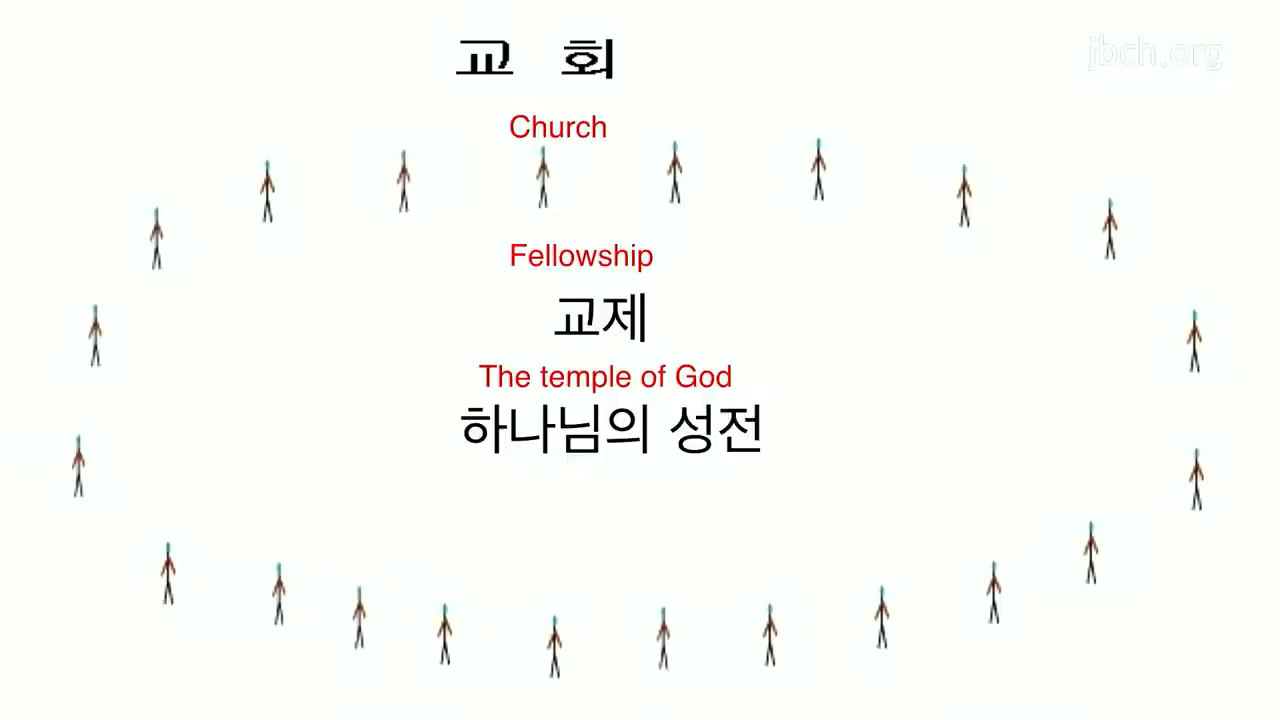 교 회
jbch.org
Church
Fellowship
교제
The temple of God
하나님의 성전